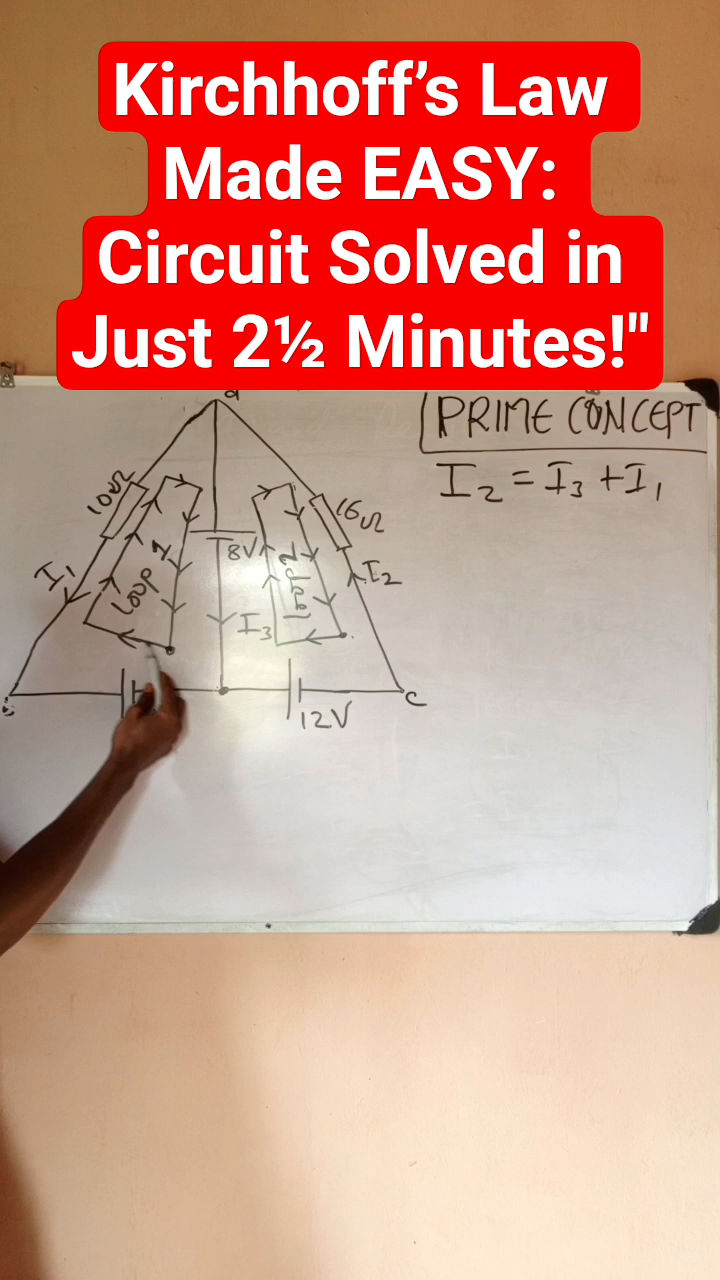 Kirchhoff’s Law
Made EASY:
Circuit Solved in
Just 2½ Minutes!"
a
PRIME CONCEPT
I₂ = I₃ + I₁
10Ω
16Ω
8V
I₁
Loop 1
Loop 2
I₂
I₃
C
12V